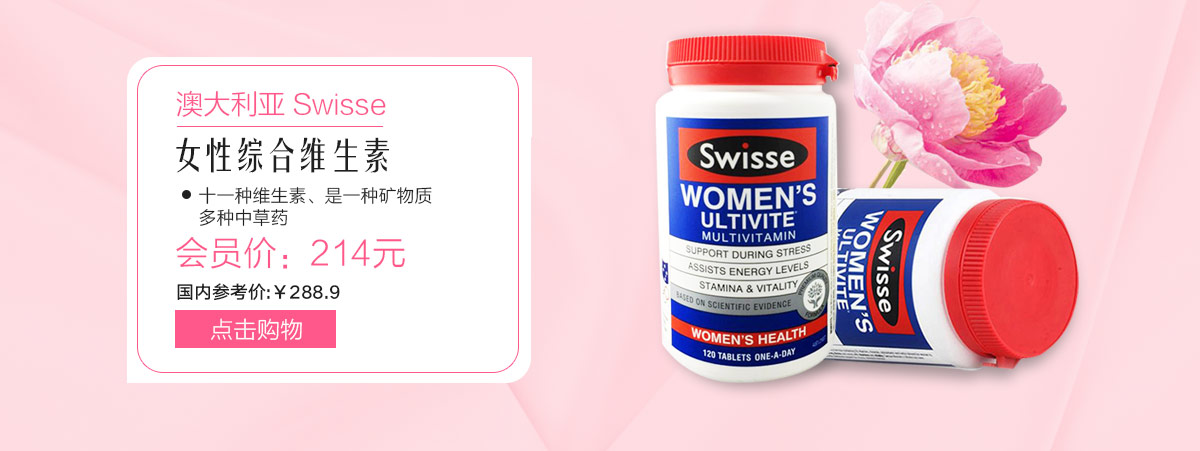 澳大利亚 Swisse
女性综合维生素
十一种维生素、是一种矿物质
多种中草药
会员价：214元
国内参考价:￥288.9
点击购物
Swisse
WOMEN'S
ULTIVITE
MULTIVITAMIN
SUPPORT DURING STRESS
ASSISTS ENERGY LEVELS
STAMINA & VITALITY
BASED ON SCIENTIFIC EVIDENCE
WOMEN'S HEALTH
120 TABLETS ONE-A-DAY
Swisse
WOMEN'S
ULTIVITE